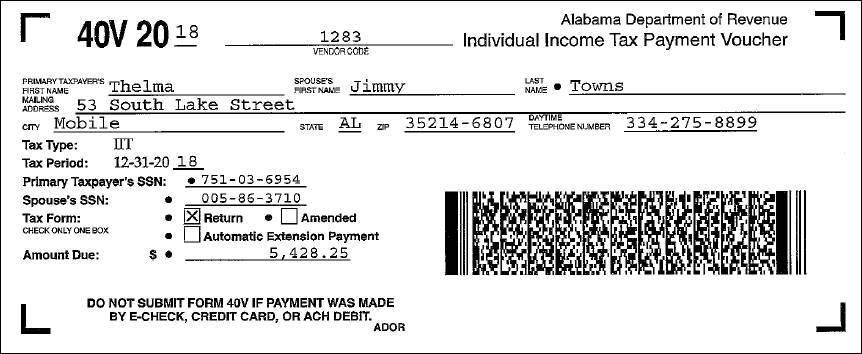 Alabama Department of Revenue
40V 20 18 1283 Individual Income Tax Payment Voucher
VENDOR CODE
PRIMARY TAXPAYER'S FIRST NAME Thelma SPOUSE'S FIRST NAME Jimmy LAST NAME • Towns
MAILING ADDRESS 53 South Lake Street
CITY Mobile STATE AL ZIP 35214-6807 DAYTIME TELEPHONE NUMBER 334-275-8899
Tax Type: IIT
Tax Period: 12-31-20 18
Primary Taxpayer's SSN: • 751-03-6954
Spouse's SSN: • 005-86-3710
Tax Form: • ☒ Return • ☐ Amended
CHECK ONLY ONE BOX • ☐ Automatic Extension Payment
Amount Due: $ • 5,428.25
DO NOT SUBMIT FORM 40V IF PAYMENT WAS MADE
BY E-CHECK, CREDIT CARD, OR ACH DEBIT.
ADOR